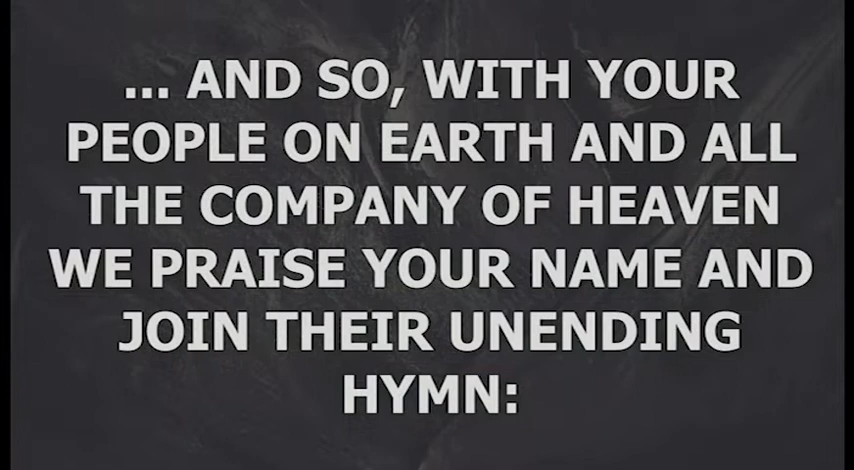 ... AND SO, WITH YOUR
PEOPLE ON EARTH AND ALL
THE COMPANY OF HEAVEN
WE PRAISE YOUR NAME AND
JOIN THEIR UNENDING
HYMN: